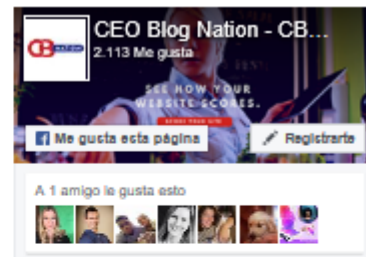 CEO Blog Nation - CB...
CBNATION
2.113 Me gusta
SEE HOW YOUR
WEBSITE SCORES.
Me gusta esta página
Registrarte
A 1 amigo le gusta esto